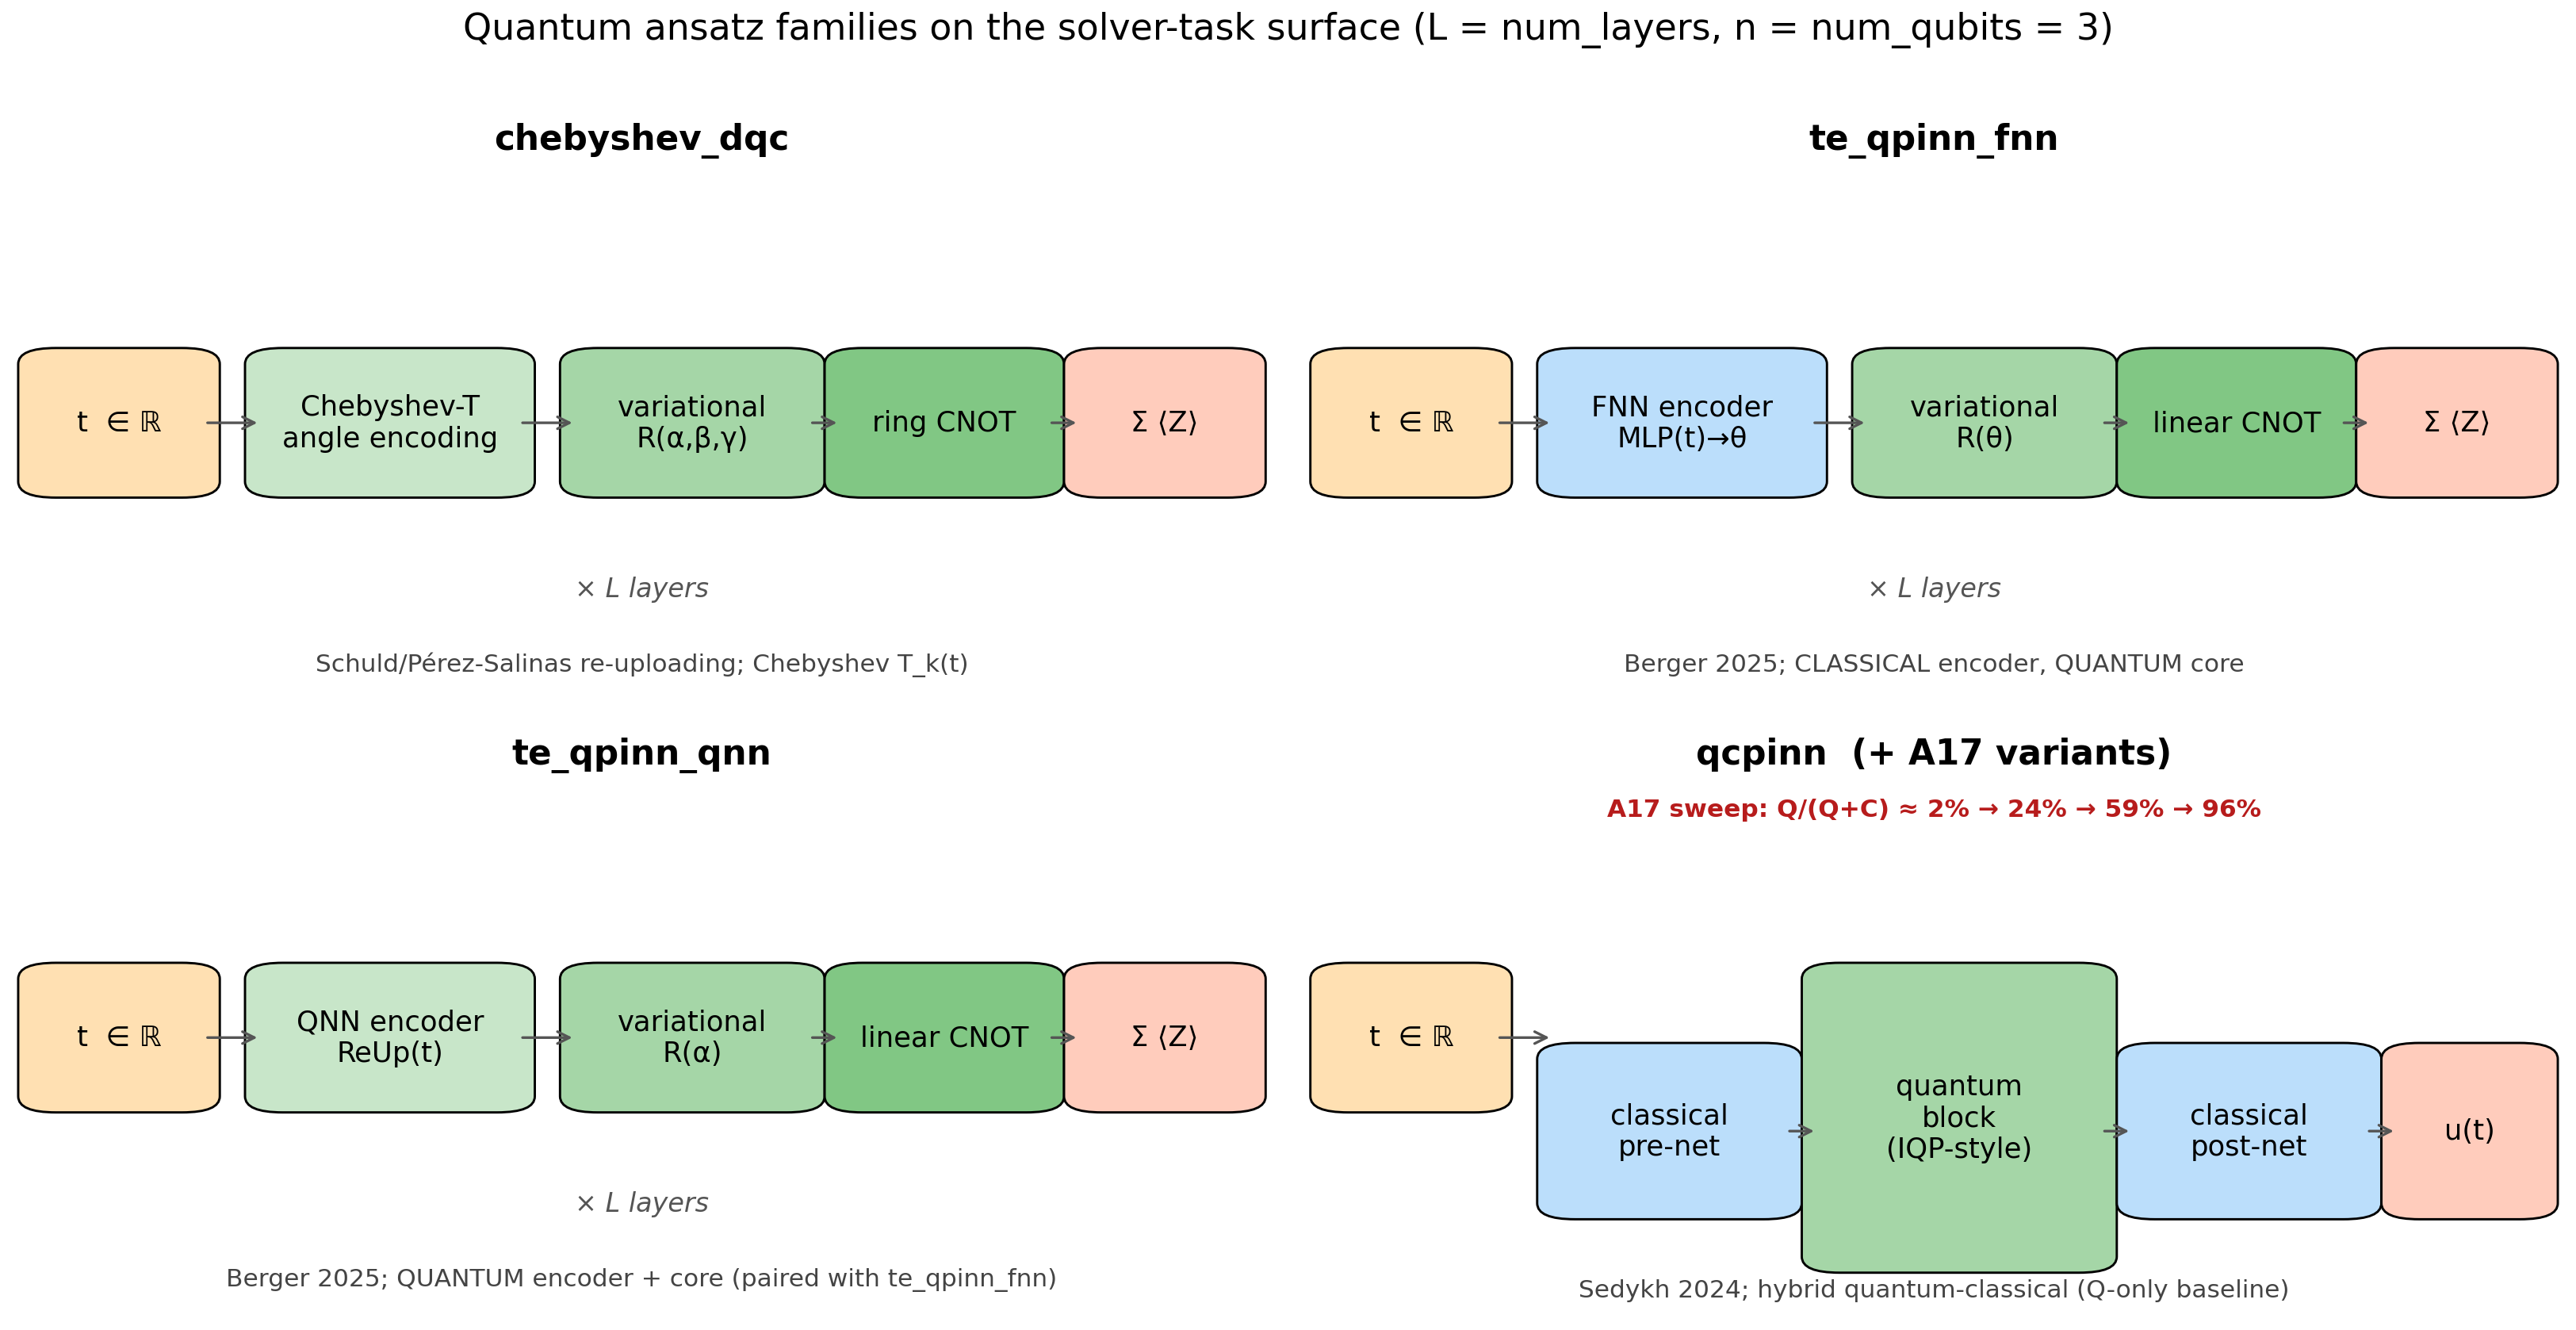 Quantum ansatz families on the solver-task surface (L = num_layers, n = num_qubits = 3)
chebyshev_dqc
t ∈ ℝ
Chebyshev-T
angle encoding
variational
R(α,β,γ)
ring CNOT
Σ ⟨Z⟩
× L layers
Schuld/Pérez-Salinas re-uploading; Chebyshev T_k(t)
te_qpinn_fnn
t ∈ ℝ
FNN encoder
MLP(t)→θ
variational
R(θ)
linear CNOT
Σ ⟨Z⟩
× L layers
Berger 2025; CLASSICAL encoder, QUANTUM core
te_qpinn_qnn
t ∈ ℝ
QNN encoder
ReUp(t)
variational
R(α)
linear CNOT
Σ ⟨Z⟩
× L layers
Berger 2025; QUANTUM encoder + core (paired with te_qpinn_fnn)
qcpinn (+ A17 variants)
A17 sweep: Q/(Q+C) ≈ 2% → 24% → 59% → 96%
t ∈ ℝ
classical
pre-net
quantum
block
(IQP-style)
classical
post-net
u(t)
Sedykh 2024; hybrid quantum-classical (Q-only baseline)